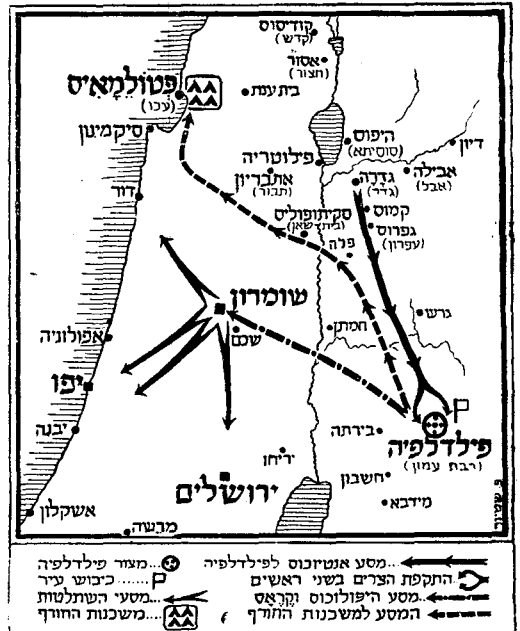 קודיסוס
(קדש)
אסור
(חצור)
בית ענת
פטולמאיס
(עכו)
סיקמינון
היפוס
(סוסיתא)
דיון
אבילה
(אבל)
פילוטריה
גדרה
(גדר)
אתבריון
(תבור)
קמוס
גפרוס
(עפרון)
סקיתופוליס
(בית שאן)
דור
פלה
שומרון
גרש
חמתן
שכם
אפולוניה
יפו
פילדלפיה
(רבת עמון)
בירתה
יבנה
יריחו
חשבון
ירושלים
מידבא
אשקלון
מרשה
מסע אנטיוכוס לפילדלפיה
התקפת הצרים בשני ראשים
מסע היפולוכוס וקראס
המסע למשכנות החורף
מצור פילדלפיה
כיבוש עיר
מסעי השתלטות
משכנות החורף